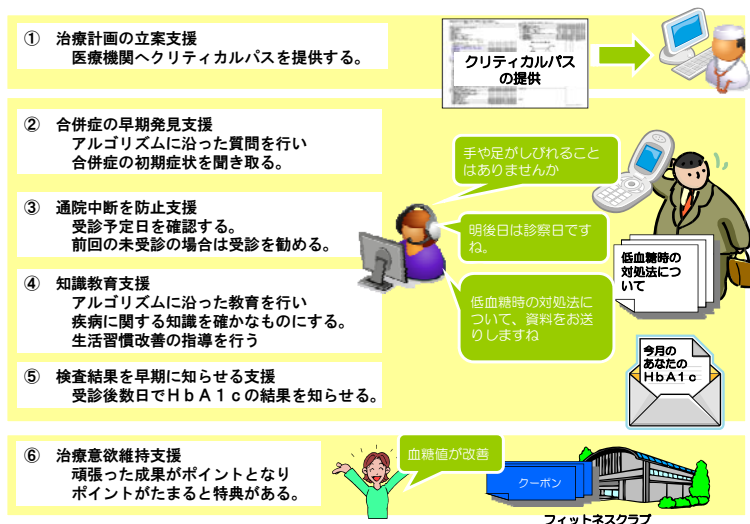 ① 治療計画の立案支援
医療機関へクリティカルパスを提供する。
クリティカルパス
の提供
② 合併症の早期発見支援
アルゴリズムに沿った質問を行い
合併症の初期症状を聞き取る。
手や足がしびれること
はありませんか
③ 通院中断を防止支援
受診予定日を確認する。
前回の未受診の場合は受診を勧める。
明後日は診察日です
ね。
低血糖時の
対処法につ
いて
④ 知識教育支援
アルゴリズムに沿った教育を行い
疾病に関する知識を確かなものにする。
生活習慣改善の指導を行う
低血糖時の対処法に
ついて、資料をお送
りしますね
⑤ 検査結果を早期に知らせる支援
受診後数日でHbA1cの結果を知らせる。
今月の
あなたの
HbA1c
⑥ 治療意欲維持支援
頑張った成果がポイントとなり
ポイントがたまると特典がある。
血糖値が改善
クーポン
フィットネスクラブ